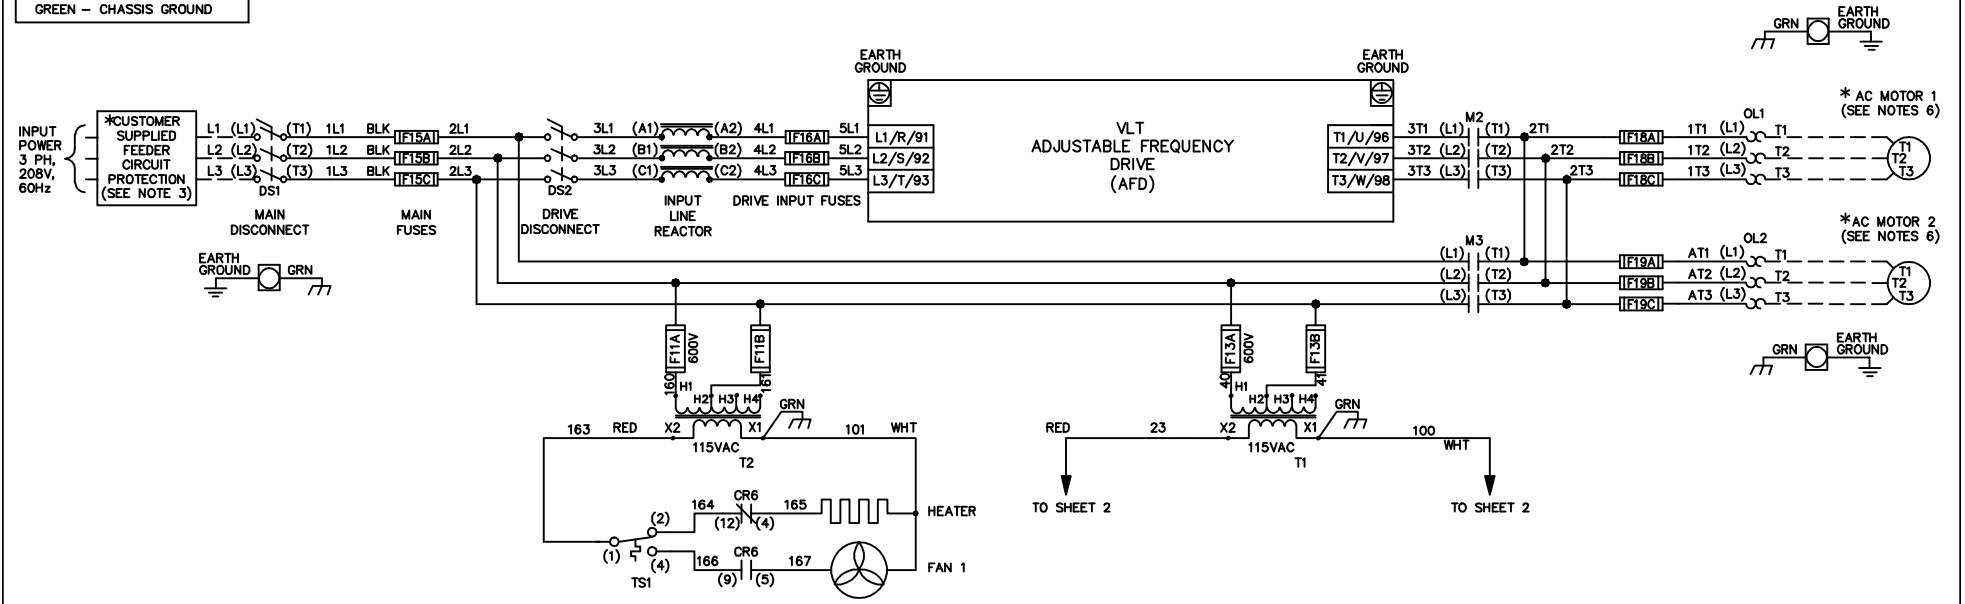 GREEN – CHASSIS GROUND
EARTH
GROUND
GRN
EARTH
GROUND
EARTH
GROUND
INPUT
POWER
3 PH,
208V,
60Hz
*CUSTOMER
SUPPLIED
FEEDER
CIRCUIT
PROTECTION
(SEE NOTE 3)
L1 (L1) (T1) 1L1 BLK F15A 2L1
L2 (L2) (T2) 1L2 BLK F15B 2L2
L3 (L3) (T3) 1L3 BLK F15C 2L3
DS1
MAIN
DISCONNECT
MAIN
FUSES
3L1 (A1) (A2) 4L1 F16A 5L1
3L2 (B1) (B2) 4L2 F16B 5L2
3L3 (C1) (C2) 4L3 F16C 5L3
DS2
DRIVE
DISCONNECT
INPUT
LINE
REACTOR
DRIVE INPUT FUSES
L1/R/91
L2/S/92
L3/T/93
VLT
ADJUSTABLE FREQUENCY
DRIVE
(AFD)
T1/U/96
T2/V/97
T3/W/98
M2
3T1 (L1) (T1) 2T1 F18A 1T1 (L1) T1
3T2 (L2) (T2) 2T2 F18B 1T2 (L2) T2
3T3 (L3) (T3) 2T3 F18C 1T3 (L3) T3
OL1
* AC MOTOR 1
(SEE NOTES 6)
T1
T2
T3
EARTH
GROUND
GRN
M3
(L1) (T1) F19A AT1 (L1) T1
(L2) (T2) F19B AT2 (L2) T2
(L3) (T3) F19C AT3 (L3) T3
OL2
*AC MOTOR 2
(SEE NOTES 6)
T1
T2
T3
GRN
EARTH
GROUND
F11A
600V
F11B
160
161
H1 H2 H3 H4
GRN
163 RED X2 X1 101 WHT
115VAC
T2
F13A
600V
F13B
40
41
H1 H2 H3 H4
GRN
RED 23 X2 X1 100
WHT
115VAC
T1
TO SHEET 2
TO SHEET 2
CR6
164 165
(12) (4)
HEATER
(2)
(1)
(4)
TS1
CR6
166 167
(9) (5)
FAN 1